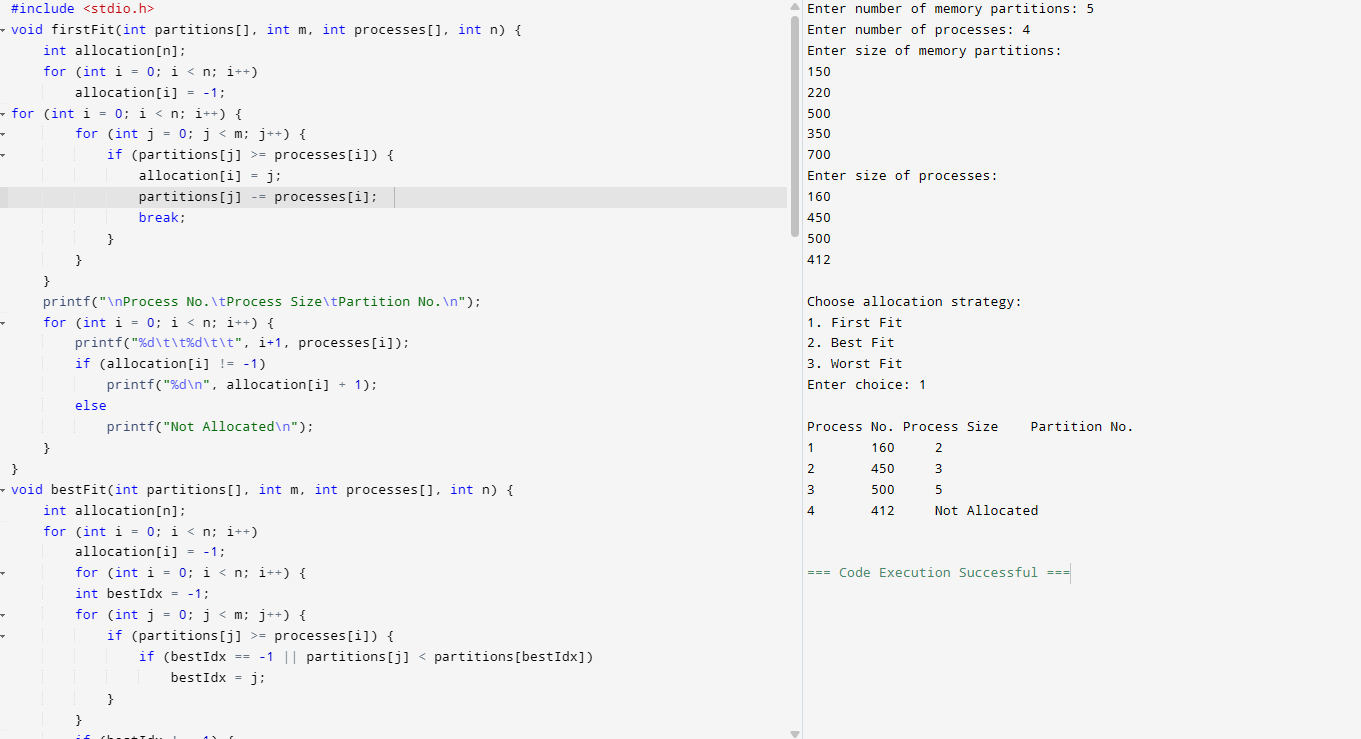 #include <stdio.h>
void firstFit(int partitions[], int m, int processes[], int n) {
    int allocation[n];
    for (int i = 0; i < n; i++)
        allocation[i] = -1;
for (int i = 0; i < n; i++) {
        for (int j = 0; j < m; j++) {
            if (partitions[j] >= processes[i]) {
                allocation[i] = j;
                partitions[j] -= processes[i];
                break;
            }
        }
    }
    printf("\nProcess No.\tProcess Size\tPartition No.\n");
    for (int i = 0; i < n; i++) {
        printf("%d\t\t%d\t\t", i+1, processes[i]);
        if (allocation[i] != -1)
            printf("%d\n", allocation[i] + 1);
        else
            printf("Not Allocated\n");
    }
}
void bestFit(int partitions[], int m, int processes[], int n) {
    int allocation[n];
    for (int i = 0; i < n; i++)
        allocation[i] = -1;
        for (int i = 0; i < n; i++) {
        int bestIdx = -1;
        for (int j = 0; j < m; j++) {
            if (partitions[j] >= processes[i]) {
                if (bestIdx == -1 || partitions[j] < partitions[bestIdx])
                    bestIdx = j;
            }
        }
Enter number of memory partitions: 5
Enter number of processes: 4
Enter size of memory partitions:
150
220
500
350
700
Enter size of processes:
160
450
500
412
Choose allocation strategy:
1. First Fit
2. Best Fit
3. Worst Fit
Enter choice: 1
Process No. Process Size    Partition No.
1       160     2
2       450     3
3       500     5
4       412     Not Allocated
=== Code Execution Successful ===